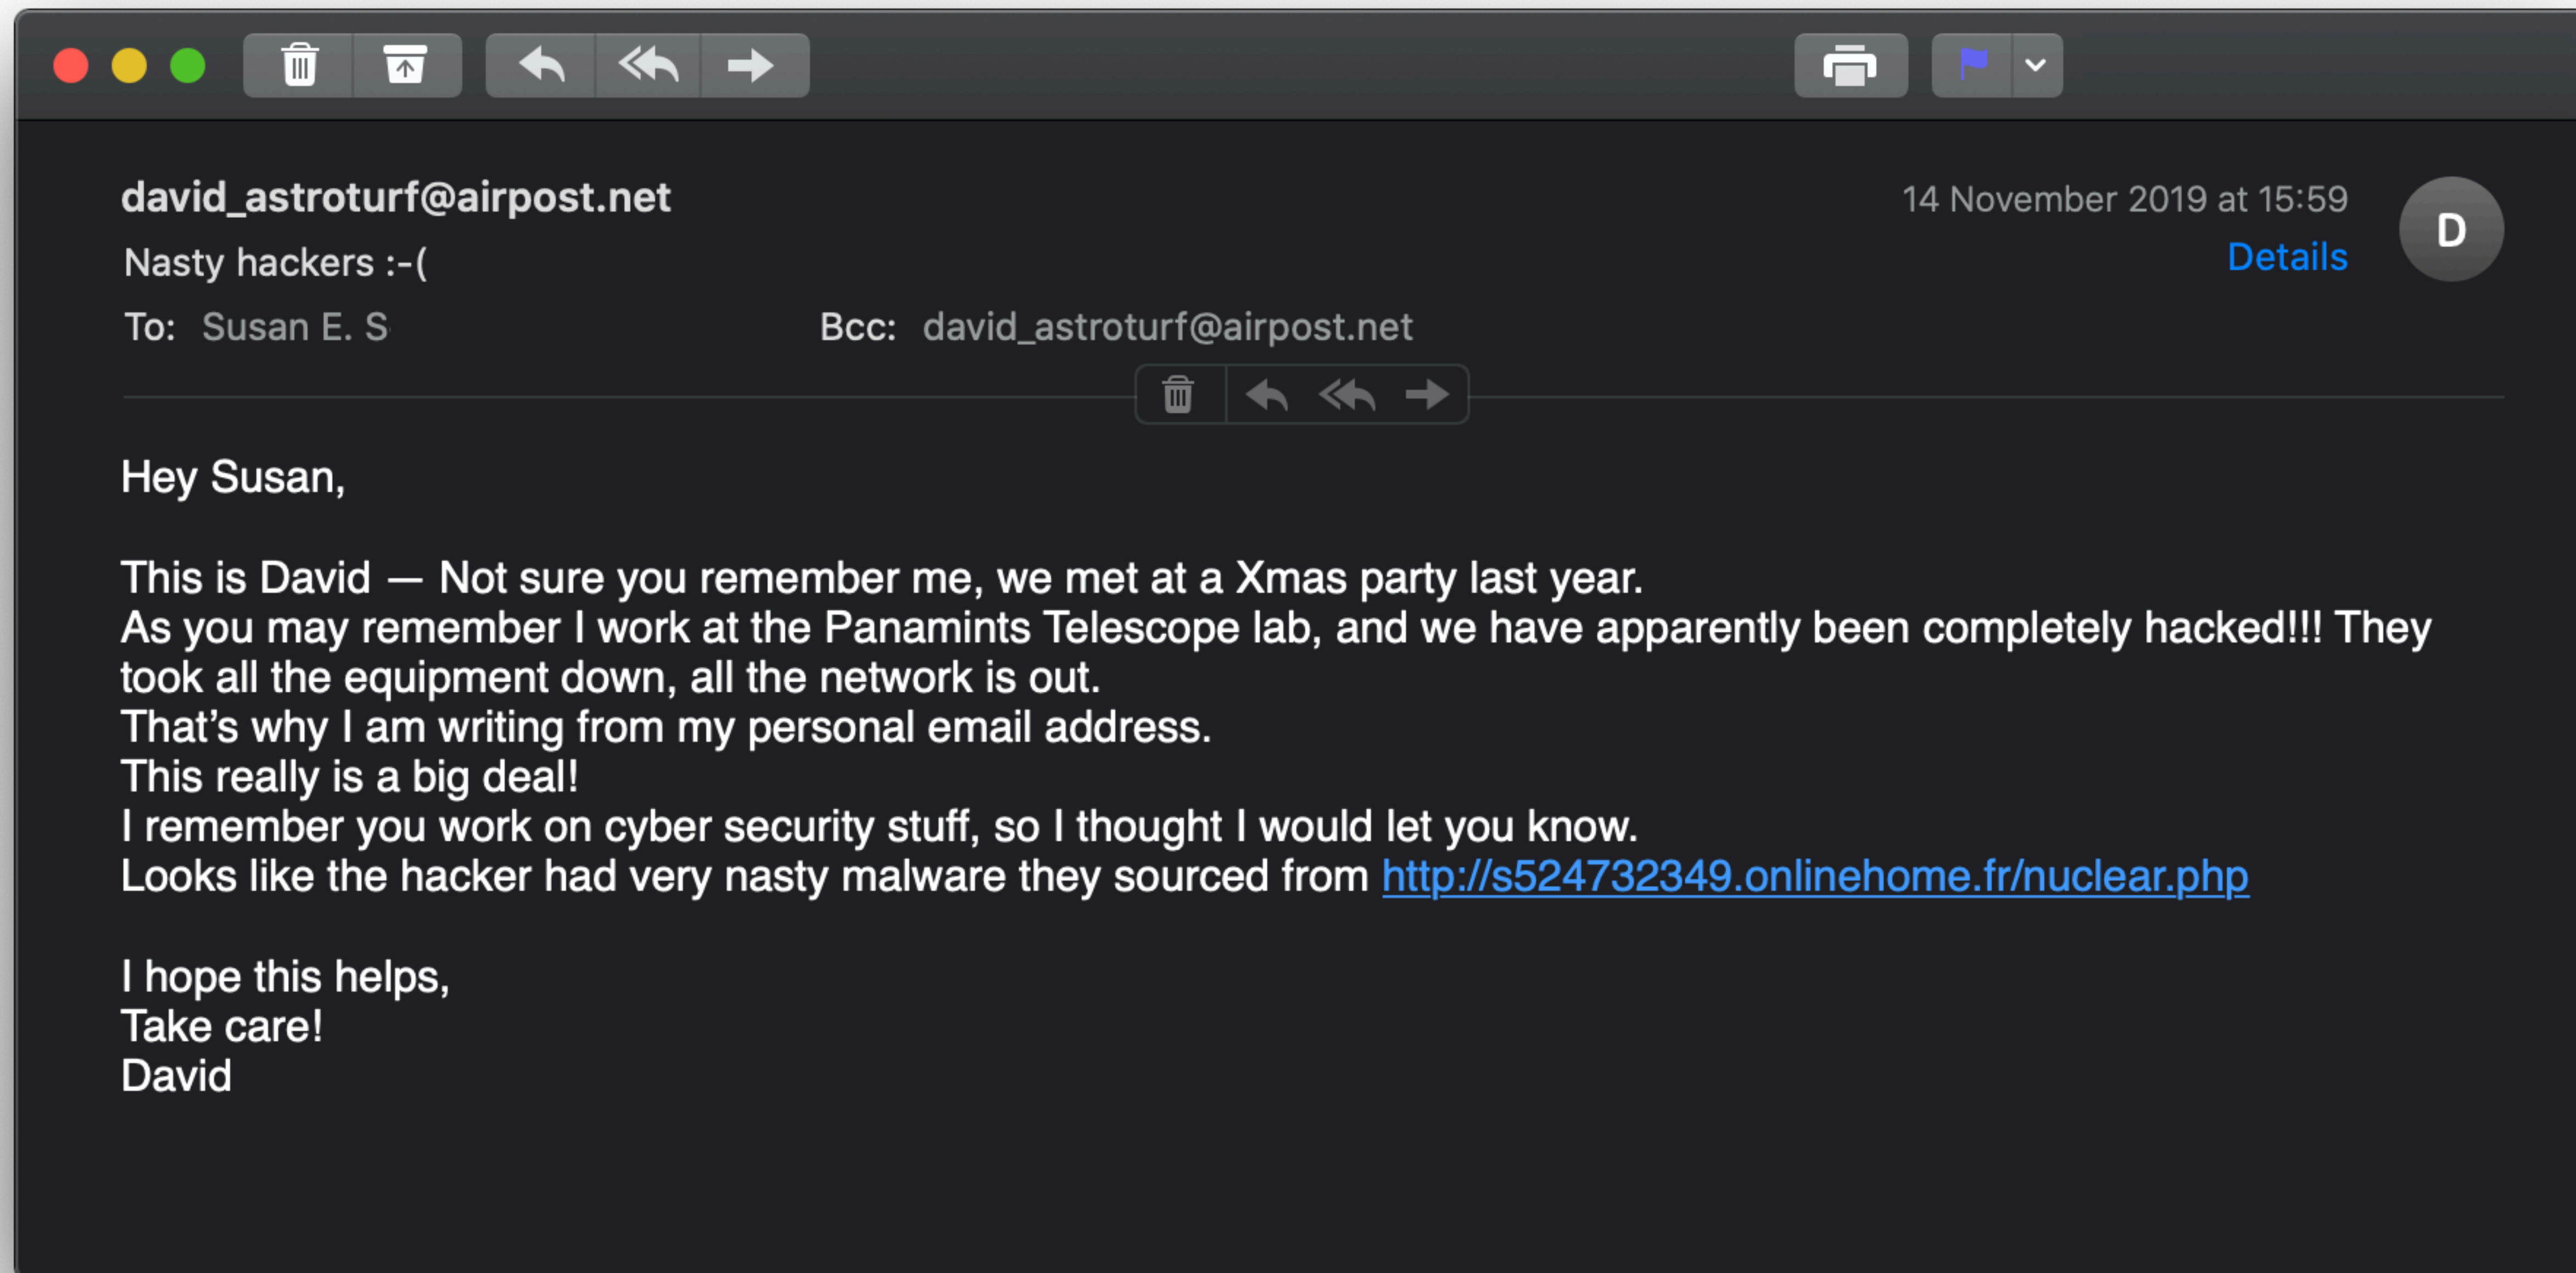 david_astroturf@airpost.net
14 November 2019 at 15:59
D
Nasty hackers :-(
Details
To: Susan E. S
Bcc: david_astroturf@airpost.net
Hey Susan,
This is David — Not sure you remember me, we met at a Xmas party last year.
As you may remember I work at the Panamints Telescope lab, and we have apparently been completely hacked!!! They
took all the equipment down, all the network is out.
That’s why I am writing from my personal email address.
This really is a big deal!
I remember you work on cyber security stuff, so I thought I would let you know.
Looks like the hacker had very nasty malware they sourced from http://s524732349.onlinehome.fr/nuclear.php
I hope this helps,
Take care!
David